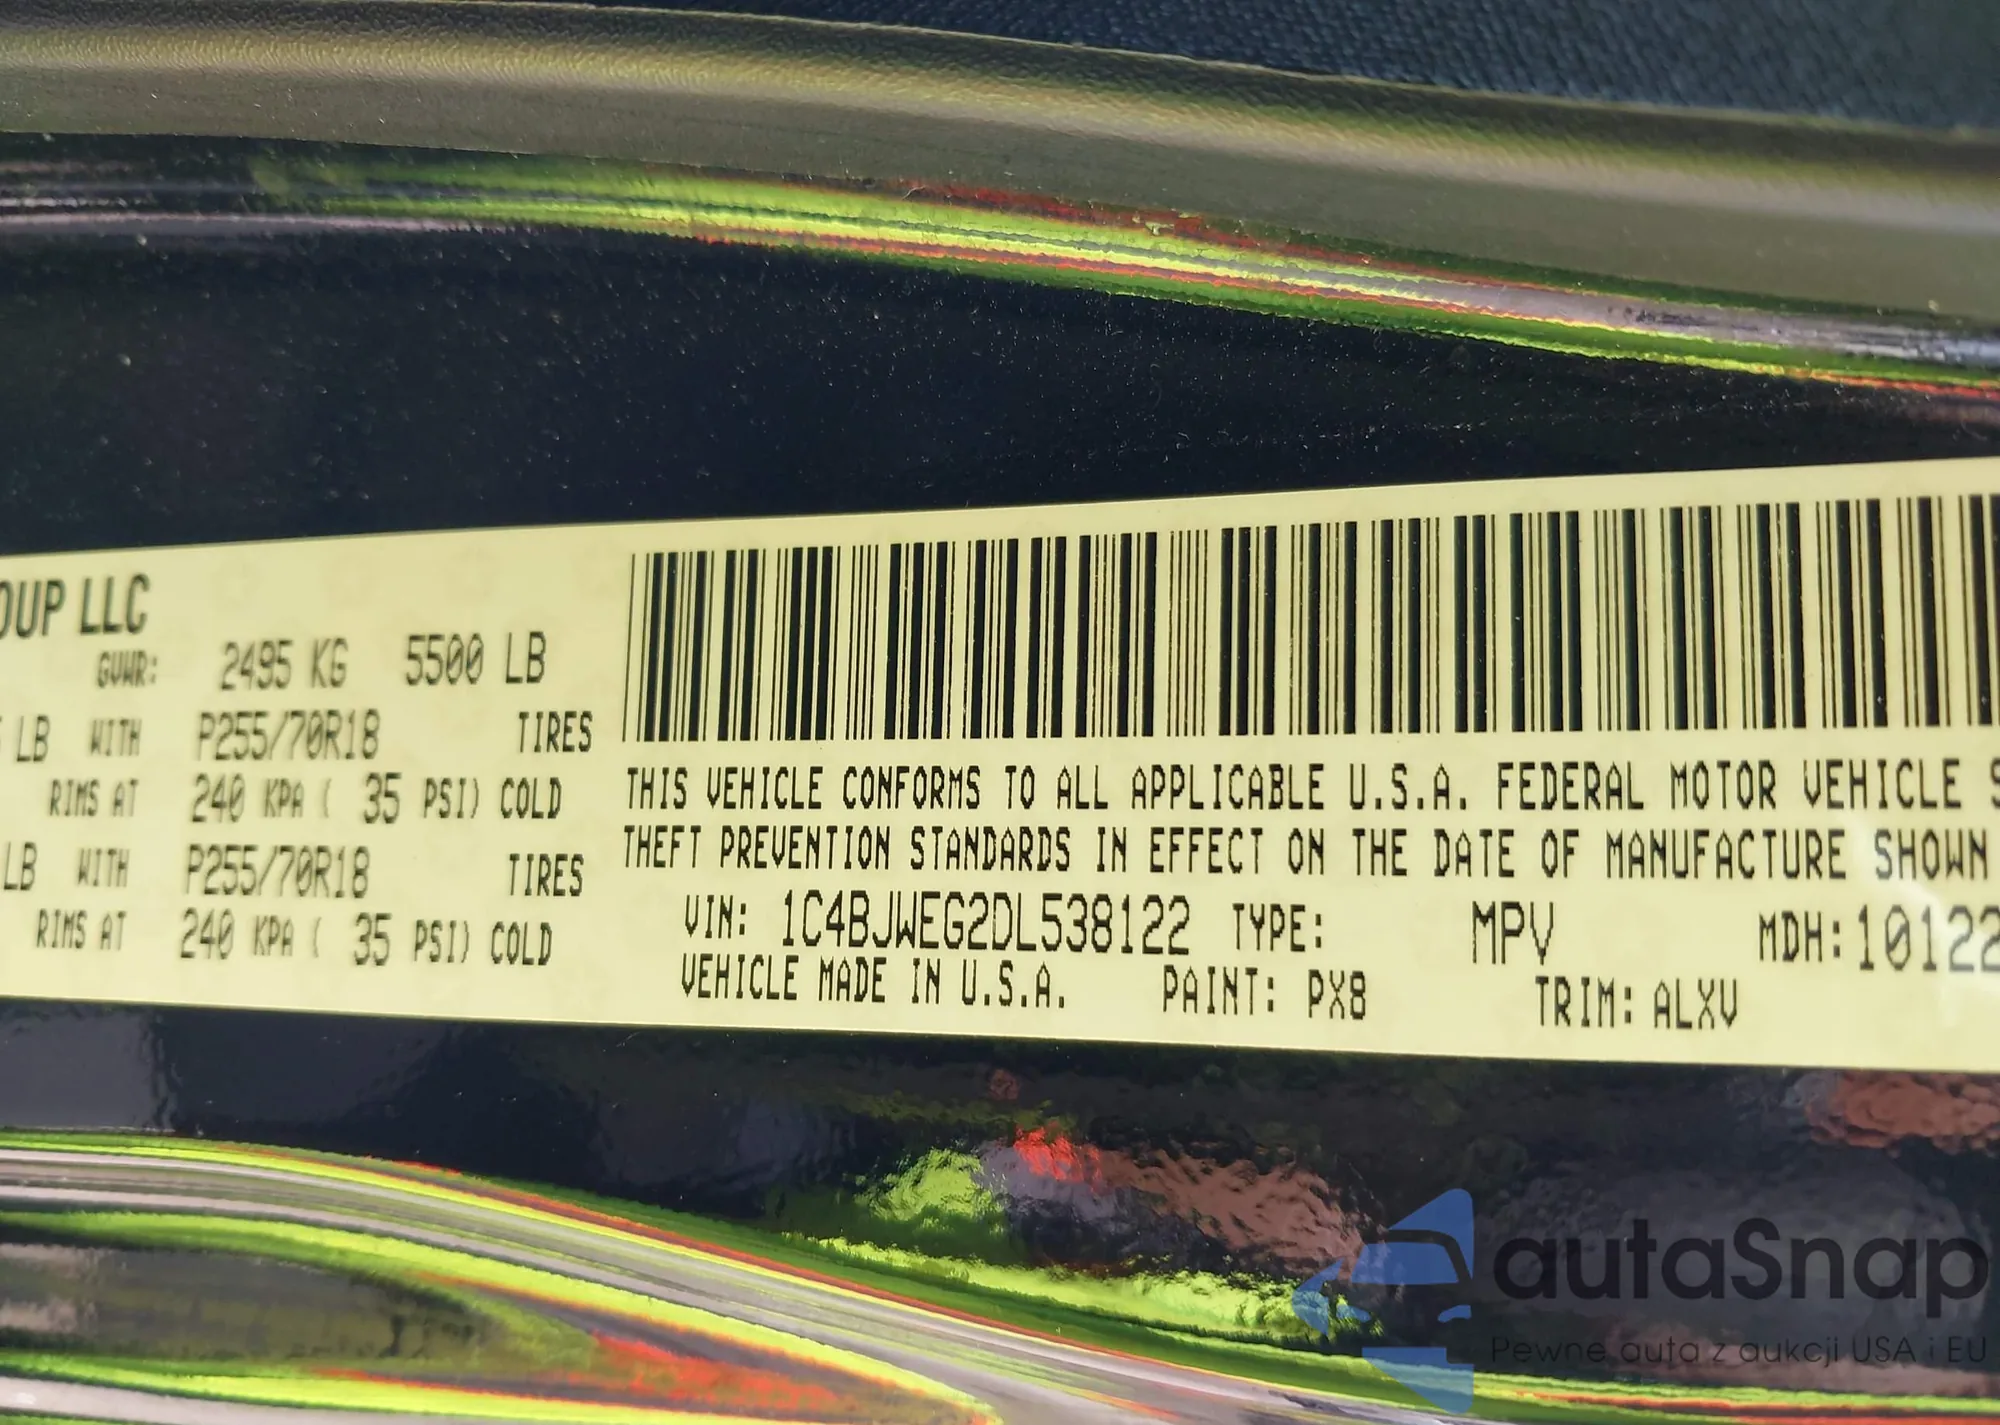 OUP LLC
GVWR: 2495 KG 5500 LB
LB WITH P255/70R18 TIRES
RIMS AT 240 KPA ( 35 PSI) COLD
LB WITH P255/70R18 TIRES
RIMS AT 240 KPA ( 35 PSI) COLD
THIS VEHICLE CONFORMS TO ALL APPLICABLE U.S.A. FEDERAL MOTOR VEHICLE S
THEFT PREVENTION STANDARDS IN EFFECT ON THE DATE OF MANUFACTURE SHOWN
VIN: 1C4BJWEG2DL538122 TYPE: MPV MDH: 10122
VEHICLE MADE IN U.S.A. PAINT: PX8 TRIM: ALXV
autaSnap
Pewne auta z aukcji USA i EU